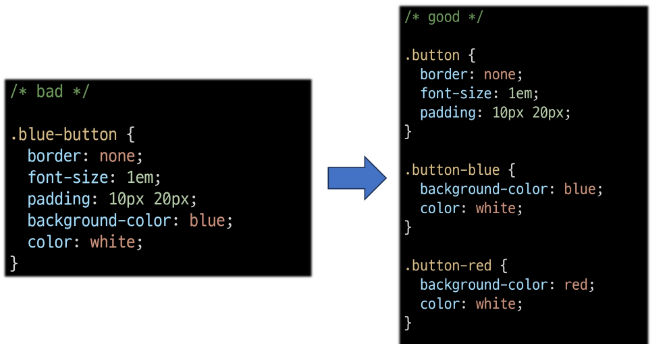 /* bad */

.blue-button {
  border: none;
  font-size: 1em;
  padding: 10px 20px;
  background-color: blue;
  color: white;
}

/* good */

.button {
  border: none;
  font-size: 1em;
  padding: 10px 20px;
}

.button-blue {
  background-color: blue;
  color: white;
}

.button-red {
  background-color: red;
  color: white;
}